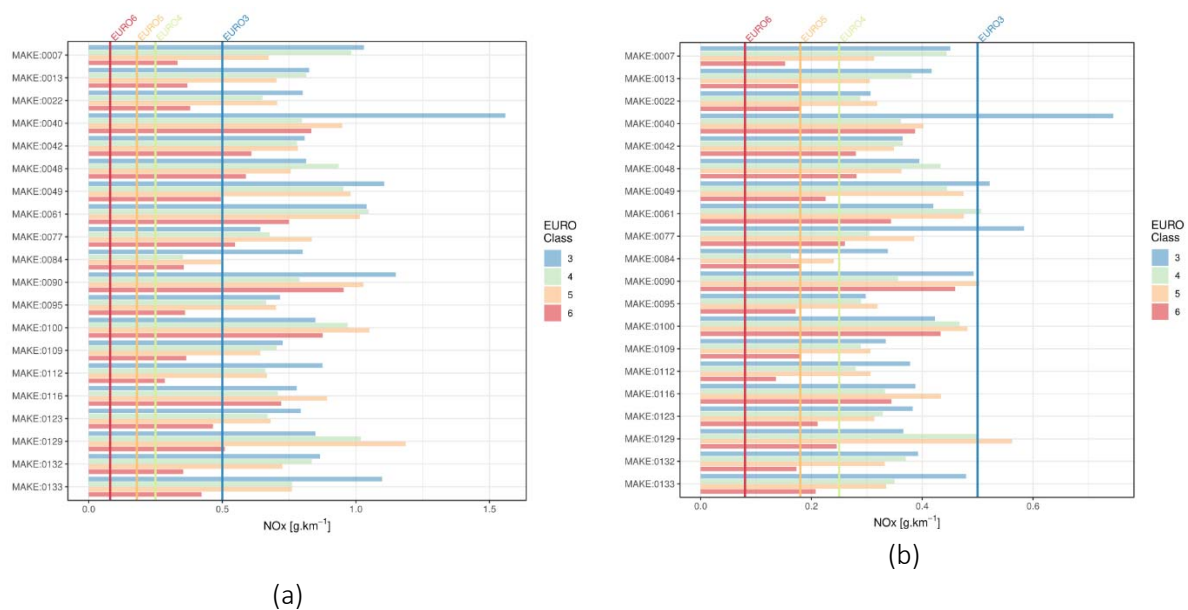 EURO6
EURO5
EURO4
EURO3
MAKE:0007
MAKE:0013
MAKE:0022
MAKE:0040
MAKE:0042
MAKE:0048
MAKE:0049
MAKE:0061
MAKE:0077
MAKE:0084
MAKE:0090
MAKE:0095
MAKE:0100
MAKE:0109
MAKE:0112
MAKE:0116
MAKE:0123
MAKE:0129
MAKE:0132
MAKE:0133
0.0 0.5 1.0 1.5
NOx [g.km⁻¹]
EURO
Class
3
4
5
6
(a)
EURO6
EURO5
EURO4
EURO3
MAKE:0007
MAKE:0013
MAKE:0022
MAKE:0040
MAKE:0042
MAKE:0048
MAKE:0049
MAKE:0061
MAKE:0077
MAKE:0084
MAKE:0090
MAKE:0095
MAKE:0100
MAKE:0109
MAKE:0112
MAKE:0116
MAKE:0123
MAKE:0129
MAKE:0132
MAKE:0133
0.0 0.2 0.4 0.6
NOx [g.km⁻¹]
EURO
Class
3
4
5
6
(b)